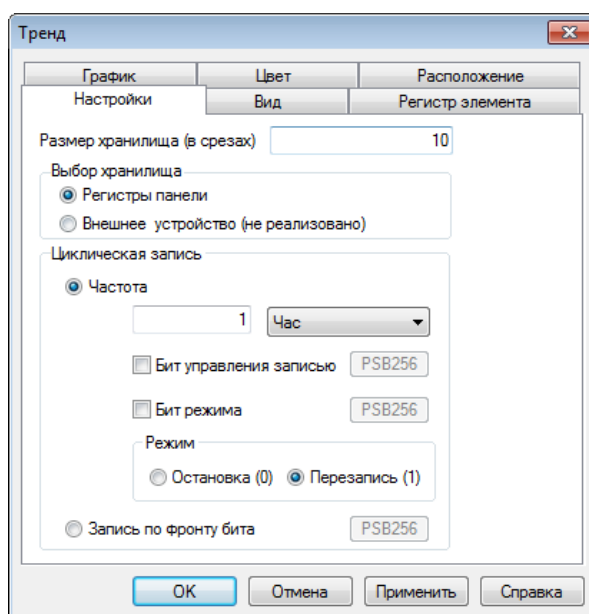 Тренд
График Цвет Расположение
Настройки Вид Регистр элемента
Размер хранилища (в срезах) 10
Выбор хранилища
Регистры панели
Внешнее устройство (не реализовано)
Циклическая запись
Частота
1 Час
Бит управления записью PSB256
Бит режима PSB256
Режим
Остановка (0) Перезапись (1)
Запись по фронту бита PSB256
OK Отмена Применить Справка